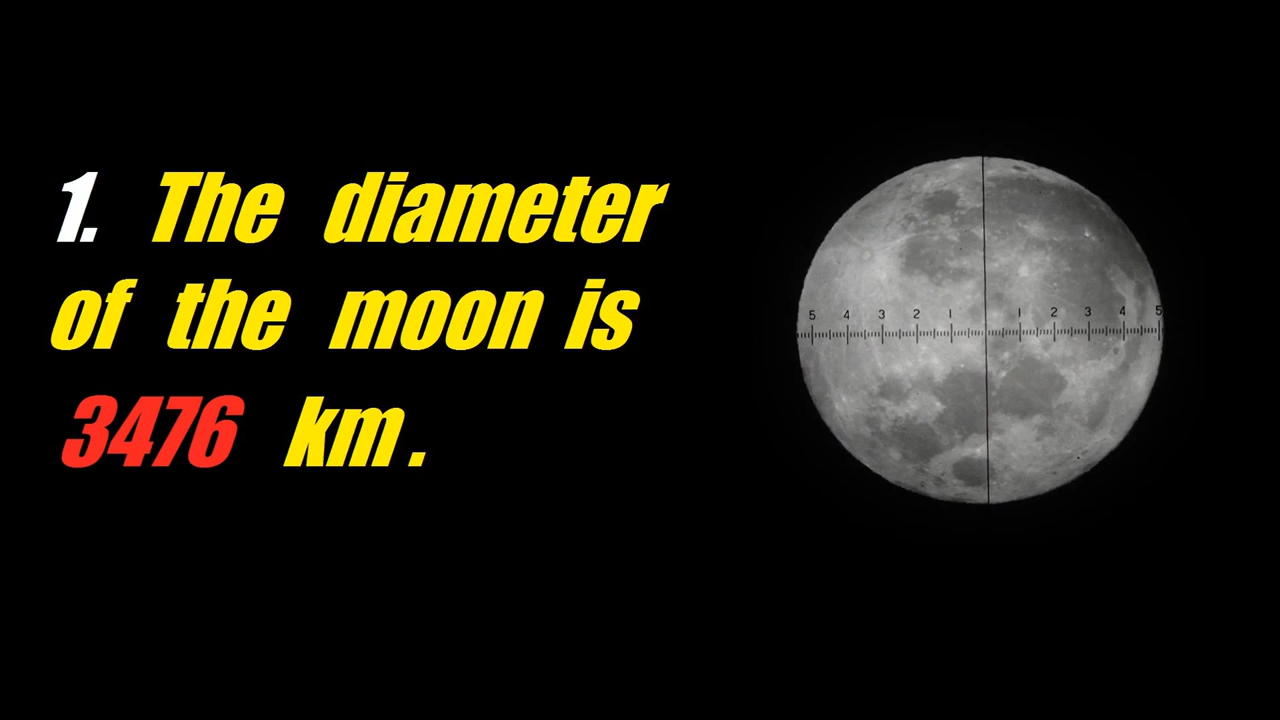 1. The diameter
of the moon is
3476 km.
5 4 3 2 1 1 2 3 4 5